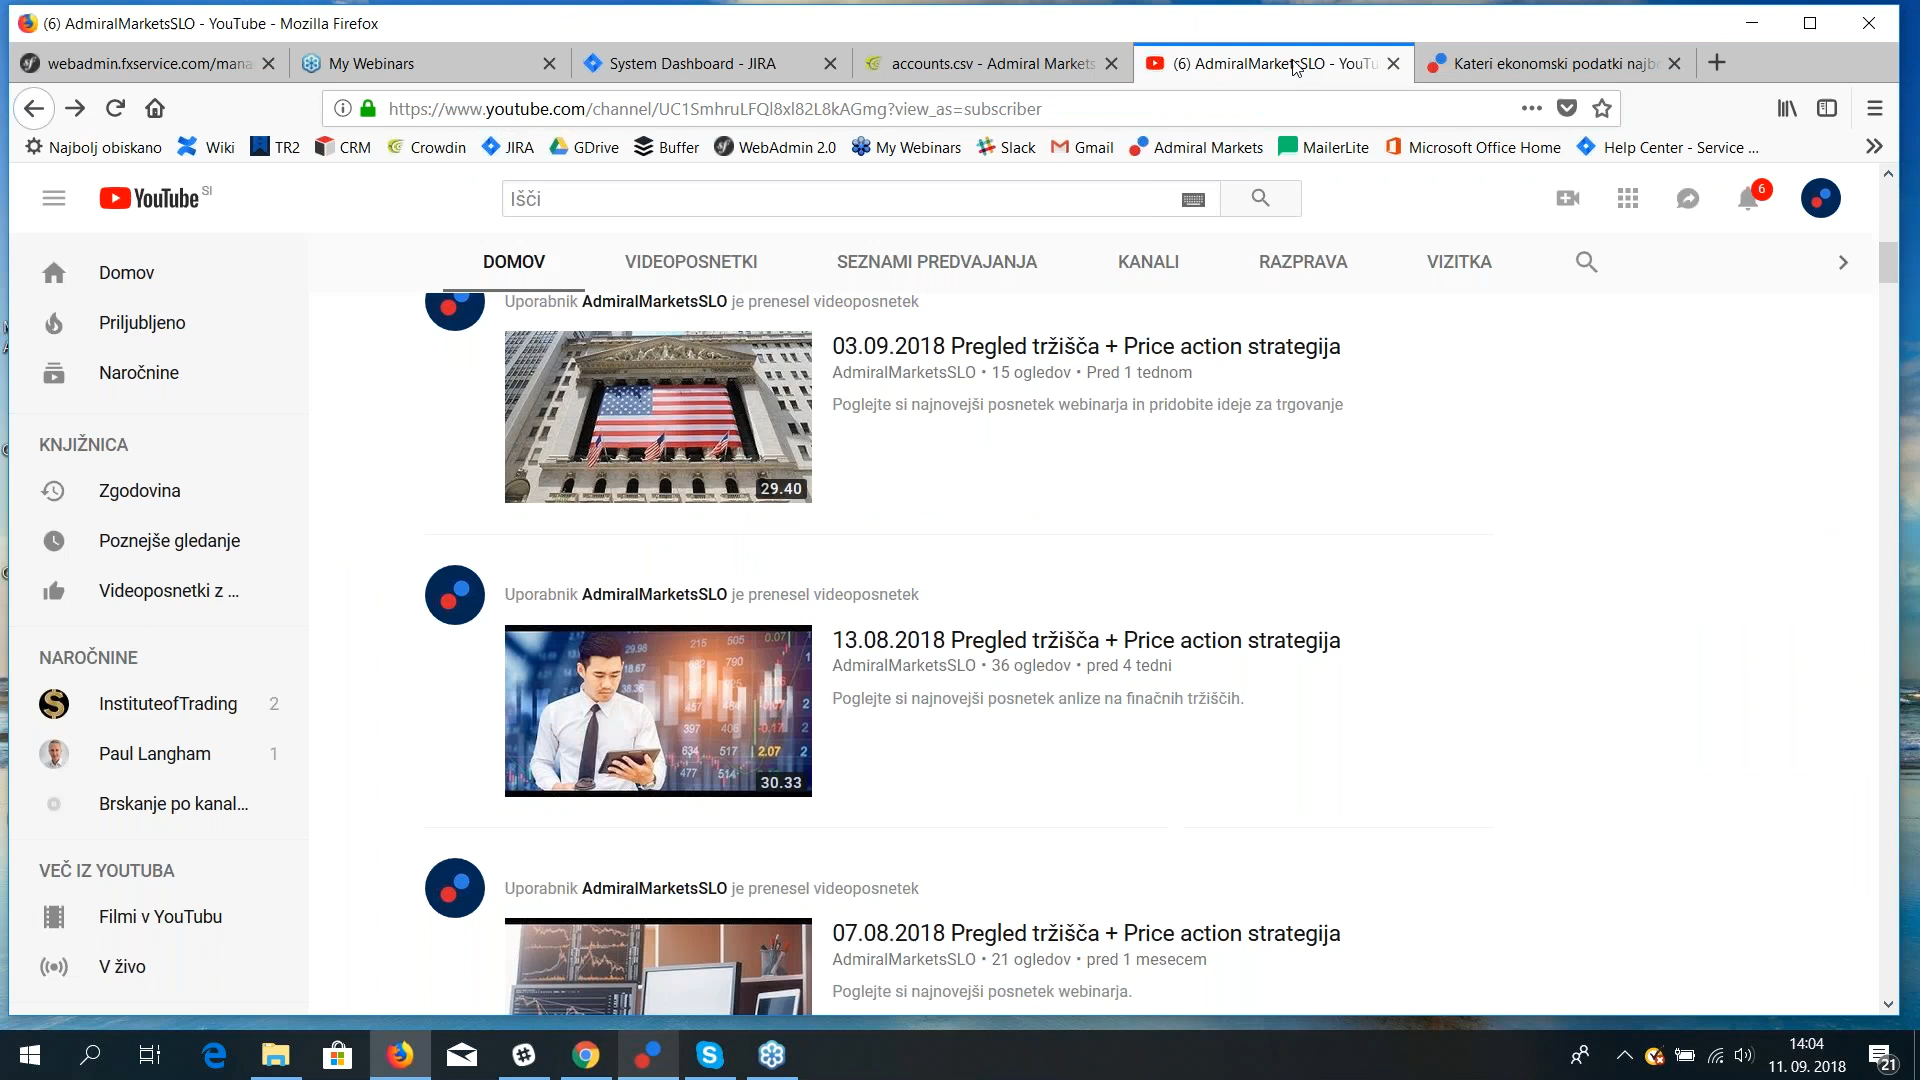 (6) AdmiralMarketsSLO - YouTube - Mozilla Firefox
webadmin.fxservice.com/mana
My Webinars
System Dashboard - JIRA
accounts.csv - Admiral Markets
(6) AdmiralMarketsSLO - YouTu
Kateri ekonomski podatki najbo
https://www.youtube.com/channel/UC1SmhruLFQl8xl82L8kAGmg?view_as=subscriber
Najbolj obiskano
Wiki
TR2
CRM
Crowdin
JIRA
GDrive
Buffer
WebAdmin 2.0
My Webinars
Slack
Gmail
Admiral Markets
MailerLite
Microsoft Office Home
Help Center - Service ...
YouTube SI
Išči
6
Domov
Priljubljeno
Naročnine
KNJIŽNICA
Zgodovina
Poznejše gledanje
Videoposnetki z ...
NAROČNINE
InstituteofTrading 2
Paul Langham 1
Brskanje po kanal...
VEČ IZ YOUTUBA
Filmi v YouTubu
V živo
DOMOV
VIDEOPOSNETKI
SEZNAMI PREDVAJANJA
KANALI
RAZPRAVA
VIZITKA
Uporabnik AdmiralMarketsSLO je prenesel videoposnetek
29.40
03.09.2018 Pregled tržišča + Price action strategija
AdmiralMarketsSLO • 15 ogledov • Pred 1 tednom
Poglejte si najnovejši posnetek webinarja in pridobite ideje za trgovanje
Uporabnik AdmiralMarketsSLO je prenesel videoposnetek
30.33
13.08.2018 Pregled tržišča + Price action strategija
AdmiralMarketsSLO • 36 ogledov • pred 4 tedni
Poglejte si najnovejši posnetek anlize na finačnih tržiščih.
Uporabnik AdmiralMarketsSLO je prenesel videoposnetek
07.08.2018 Pregled tržišča + Price action strategija
AdmiralMarketsSLO • 21 ogledov • pred 1 mesecem
Poglejte si najnovejši posnetek webinarja.
14:04
11. 09. 2018
21